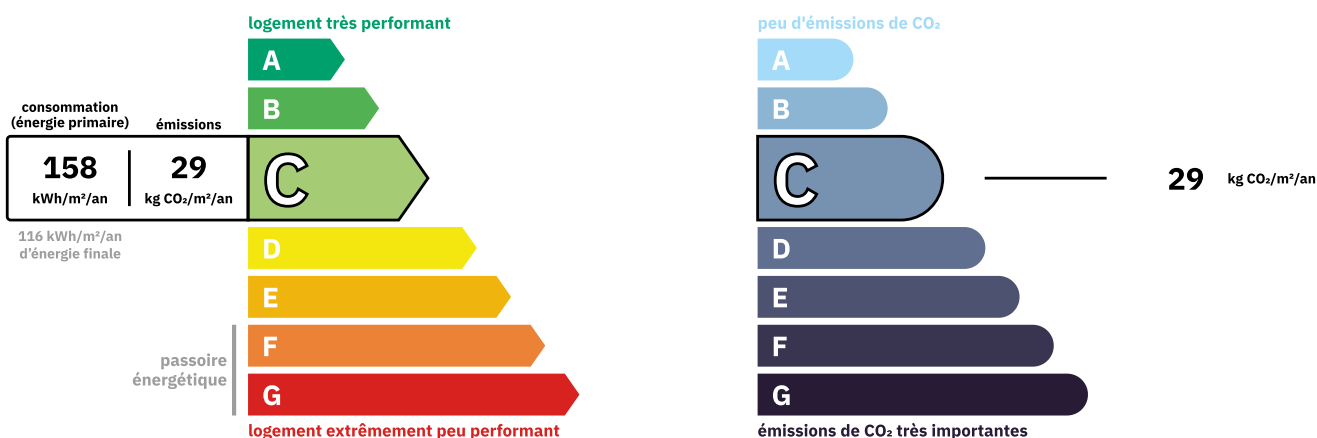 logement très performant
A
B
consommation
(énergie primaire)
émissions
158
kWh/m²/an
29
kg CO₂/m²/an
C
116 kWh/m²/an
d'énergie finale
D
E
passoire
énergétique
F
G
logement extrêmement peu performant
peu d'émissions de CO₂
A
B
C
29 kg CO₂/m²/an
D
E
F
G
émissions de CO₂ très importantes